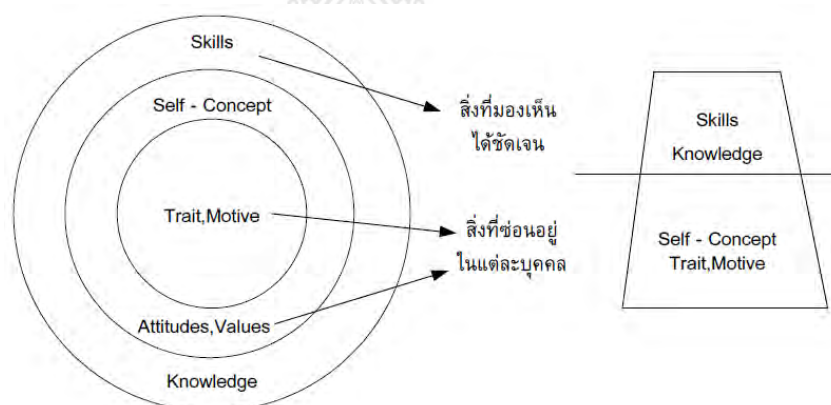 Skills
Self - Concept
Trait,Motive
Attitudes,Values
Knowledge
สิ่งที่มองเห็น
ได้ชัดเจน
สิ่งที่ซ่อนอยู่
ในแต่ละบุคคล
Skills
Knowledge
Self - Concept
Trait,Motive